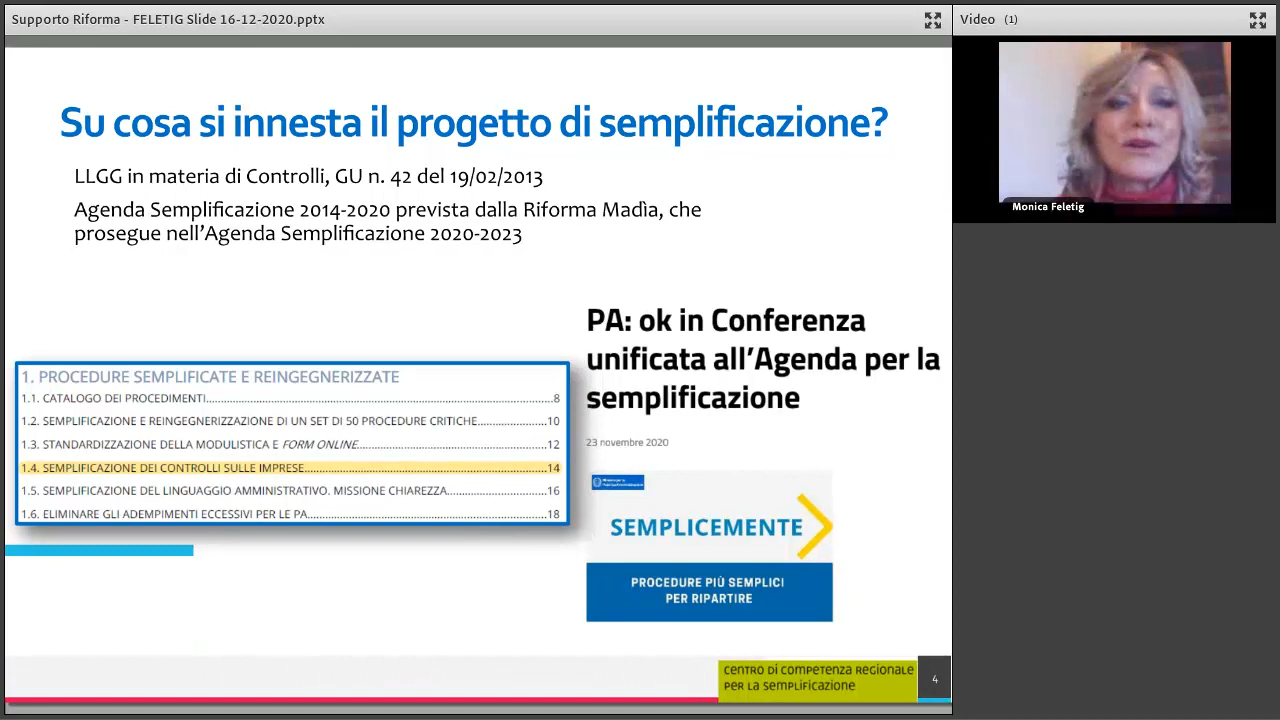 Supporto Riforma - FELETIG Slide 16-12-2020.pptx
Video (1)
Monica Feletig
Su cosa si innesta il progetto di semplificazione?
LLGG in materia di Controlli, GU n. 42 del 19/02/2013
Agenda Semplificazione 2014-2020 prevista dalla Riforma Madìa, che
prosegue nell’Agenda Semplificazione 2020-2023
1. PROCEDURE SEMPLIFICATE E REINGEGNERIZZATE
1.1. CATALOGO DEI PROCEDIMENTI 8
1.2. SEMPLIFICAZIONE E REINGEGNERIZZAZIONE DI UN SET DI 50 PROCEDURE CRITICHE 10
1.3. STANDARDIZZAZIONE DELLA MODULISTICA E FORM ONLINE 12
1.4. SEMPLIFICAZIONE DEI CONTROLLI SULLE IMPRESE 14
1.5. SEMPLIFICAZIONE DEL LINGUAGGIO AMMINISTRATIVO. MISSIONE CHIAREZZA 16
1.6. ELIMINARE GLI ADEMPIMENTI ECCESSIVI PER LE PA 18
PA: ok in Conferenza
unificata all’Agenda per la
semplificazione
23 novembre 2020
SEMPLICEMENTE
PROCEDURE PIÙ SEMPLICI
PER RIPARTIRE
CENTRO DI COMPETENZA REGIONALE
PER LA SEMPLIFICAZIONE
4